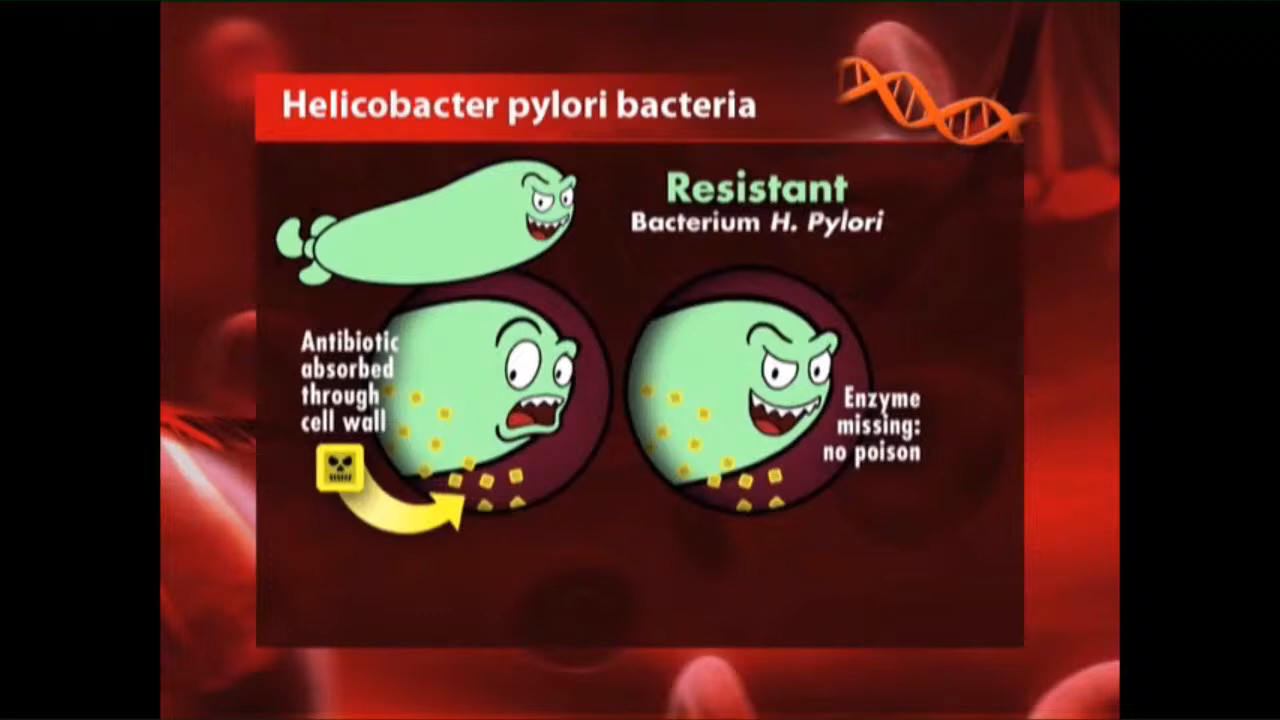 Helicobacter pylori bacteria
Resistant
Bacterium H. Pylori
Antibiotic
absorbed
through
cell wall
Enzyme
missing:
no poison